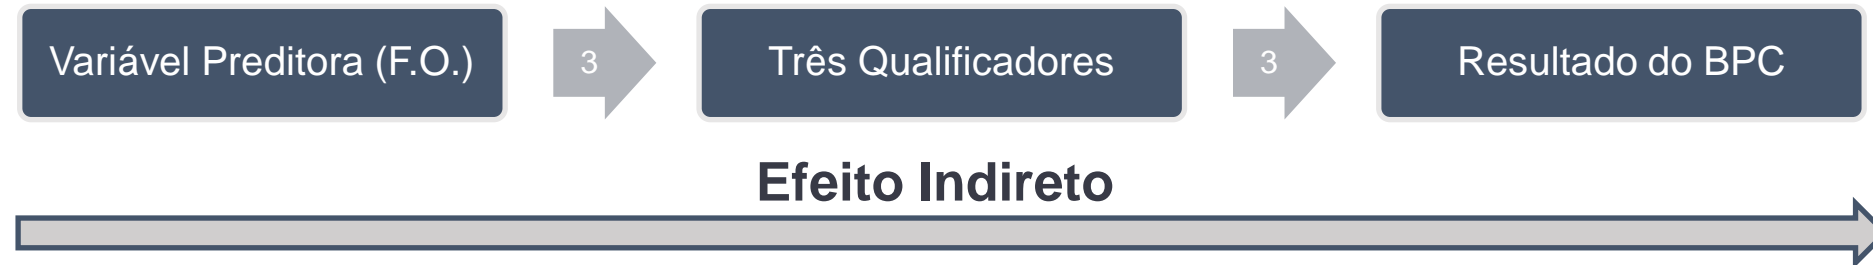 Variável Preditora (F.O.)
3
Três Qualificadores
3
Resultado do BPC
Efeito Indireto